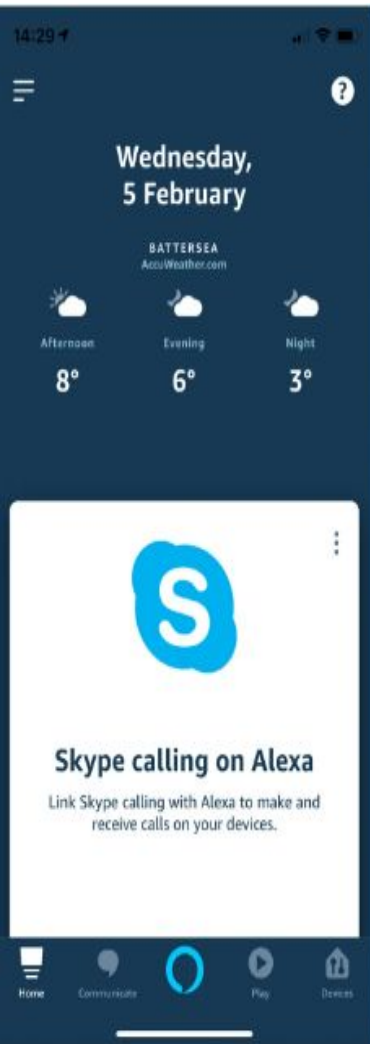 14:29
?
Wednesday,
5 February
BATTERSEA
AccuWeather.com
Afternoon Evening Night
8° 6° 3°
S
Skype calling on Alexa
Link Skype calling with Alexa to make and
receive calls on your devices.
Home Communicate Play Devices